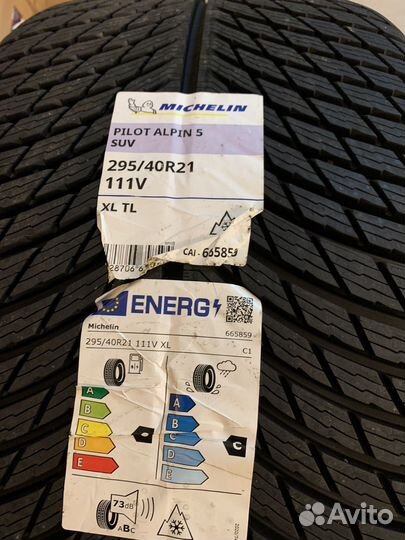 MICHELIN
PILOT ALPIN 5
SUV
295/40R21
111V
XL TL
CAI : 665859
ENERG
Michelin
665859
295/40R21 111V XL
C1
A
B
C
D
E
A
B
C
D
E
C
73dB
ABC
Avito